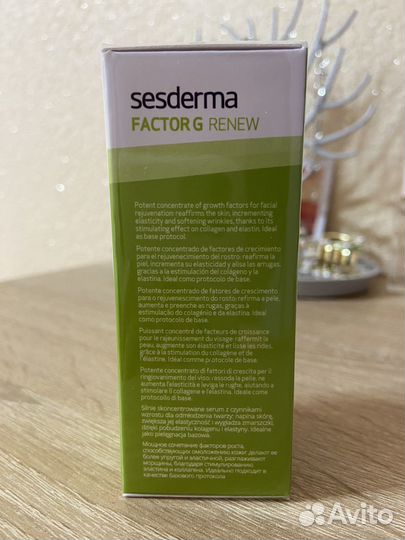 sesderma
FACTOR G RENEW
Potent concentrate of growth factors for facial
rejuvenation: reaffirms the skin, incrementing
elasticity and softening wrinkles, thanks to its
stimulating effect on collagen and elastin. Ideal
as base protocol.
Potente concentrado de factores de crecimiento
para el rejuvenecimiento del rostro: reafirma la
piel, incrementa su elasticidad y alisa las arrugas,
gracias a la estimulación del colágeno y la
elastina. Ideal como protocolo de base.
Potente concentrado de fatores de crescimento
para o rejuvenescimento do rosto: refirma a pele,
aumenta e preenche as rugas, graças à
estimulação do colagénio e da elastina. Ideal
como protocolo de base.
Puissant concentré de facteurs de croissance
pour le rajeunissement du visage: raffermit la
peau, augmente son élasticité et lisse les rides,
grâce à la stimulation du collagène et de
l'élastine. Idéal comme protocole de base.
Potente concentrato di fattori di crescita per il
ringiovanimento del viso: rassoda la pelle, ne
aumenta l'elasticità e leviga le rughe, aiutando a
stimolare il collagene e l'elastina. Ideale come
protocollo di base.
Silnie skoncentrowane serum z czynnikami
wzrostu dla odmłodzenia twarzy: napina skórę,
zwiększa jej elastyczność i wygładza zmarszczki
dzięki pobudzeniu kolagenu i elastyny. Idealne
jako pielęgnacja bazowa.
Мощное сочетание факторов роста,
способствующих омоложению кожи: делают ее
более упругой и эластичной, разглаживают
морщины, благодаря стимулированию
эластина и коллагена. Идеально подходит в
качестве базового протокола
Avito